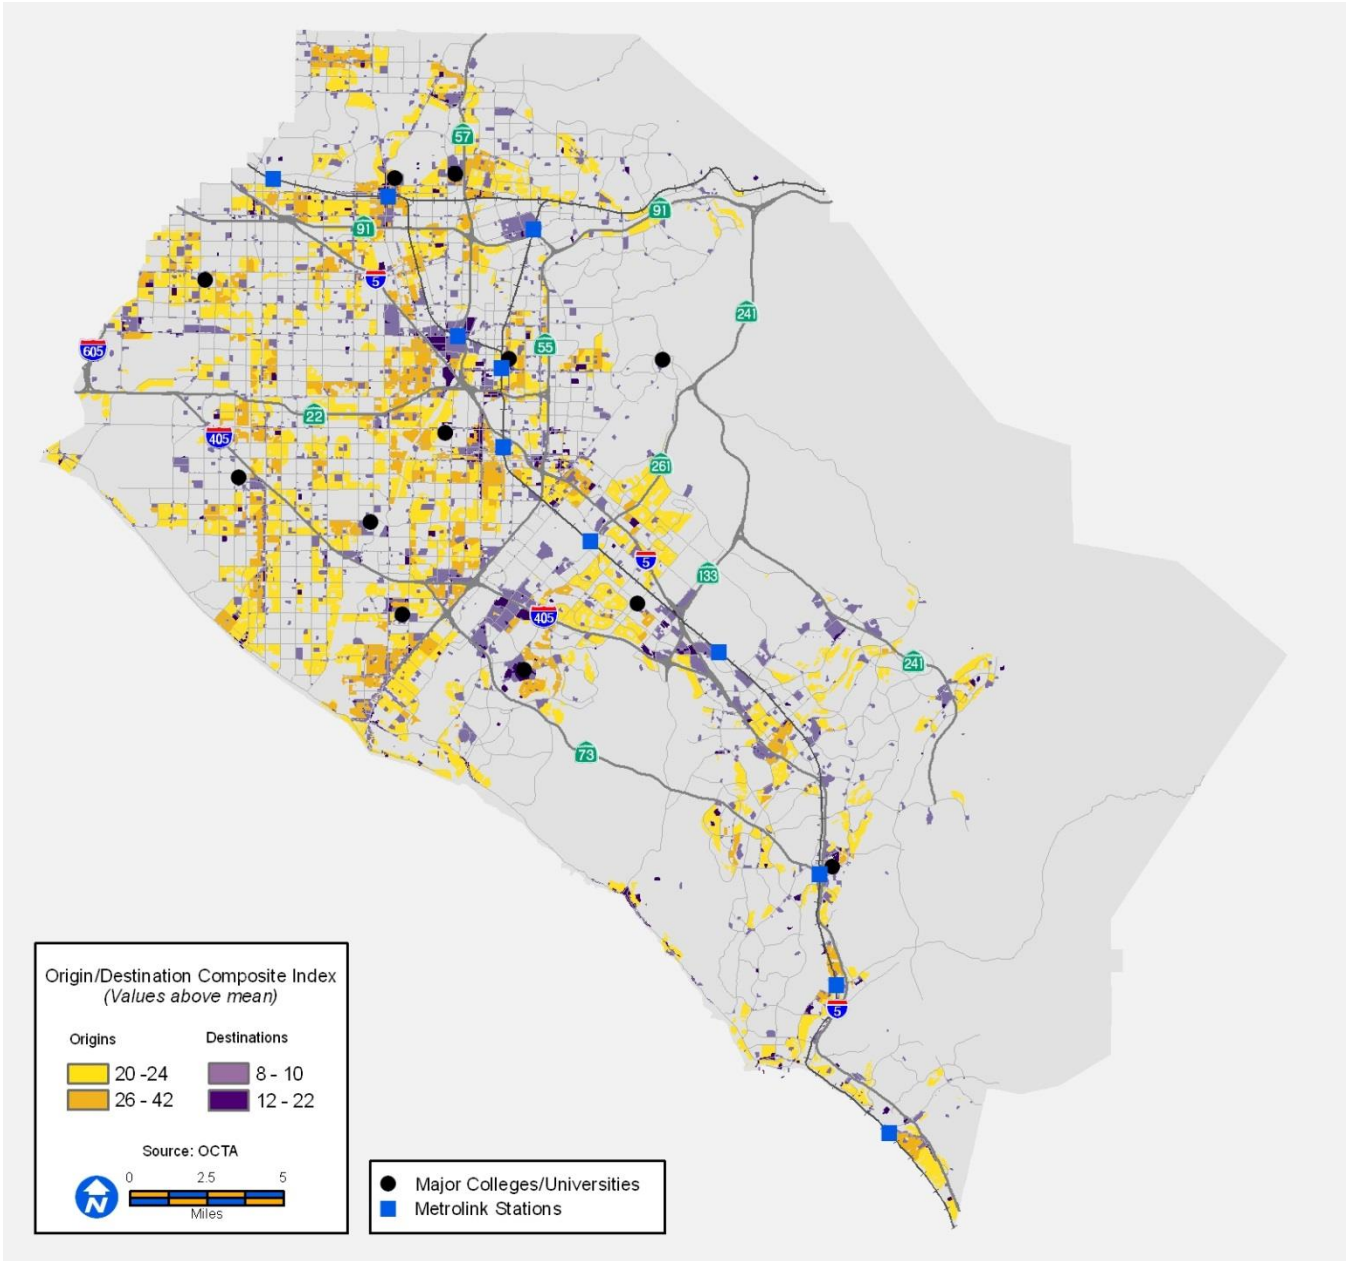 57
91
91
5
241
605
55
22
405
261
5
133
405
241
73
5
Origin/Destination Composite Index
(Values above mean)
Origins Destinations
20 -24 8 - 10
26 - 42 12 - 22
Source: OCTA
0 2.5 5
Miles
N
Major Colleges/Universities
Metrolink Stations